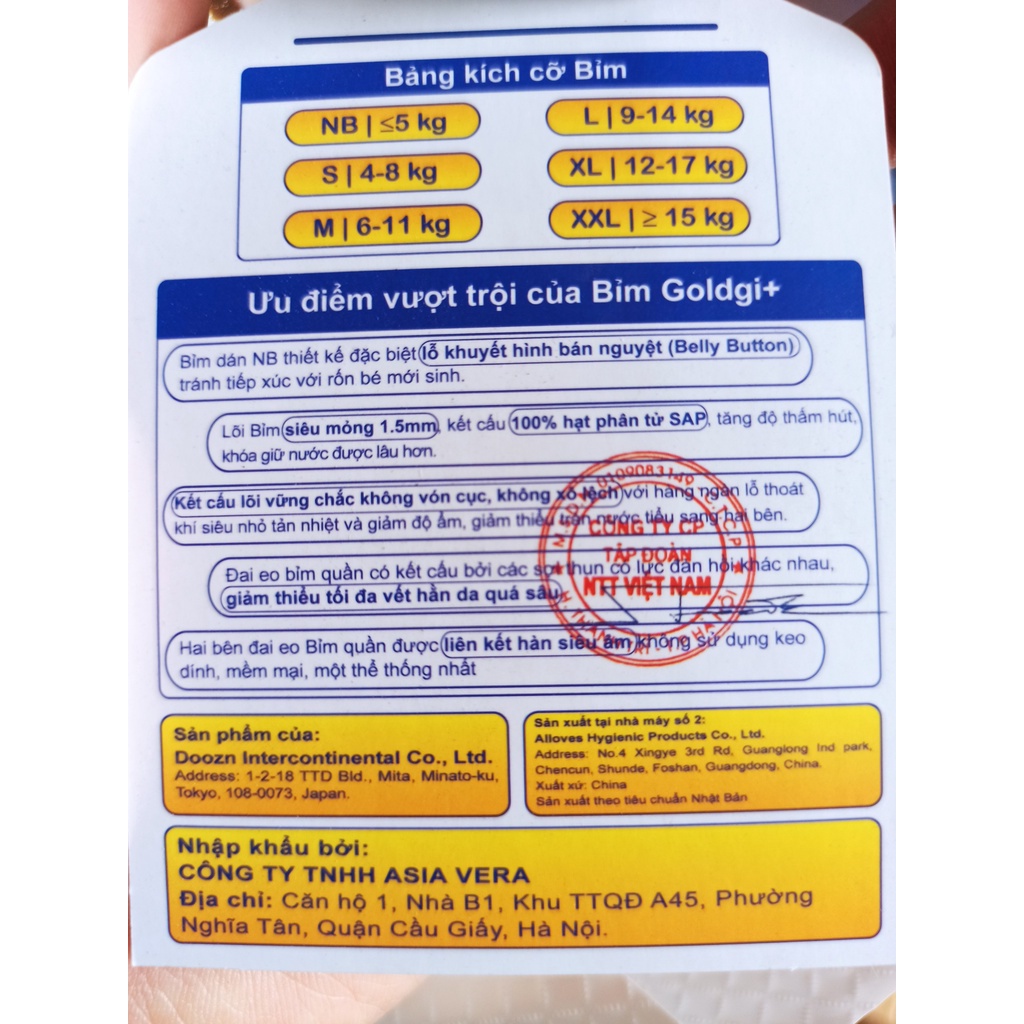 Bảng kích cỡ Bỉm
NB | ≤5 kg
L | 9-14 kg
S | 4-8 kg
XL | 12-17 kg
M | 6-11 kg
XXL | ≥ 15 kg
Ưu điểm vượt trội của Bỉm Goldgi+
Bỉm dán NB thiết kế đặc biệt lỗ khuyết hình bán nguyệt (Belly Button)
tránh tiếp xúc với rốn bé mới sinh.
Lõi Bỉm siêu mỏng 1.5mm, kết cấu 100% hạt phân tử SAP, tăng độ thấm hút,
khóa giữ nước được lâu hơn.
Kết cấu lõi vững chắc không vón cục, không xô lệch với hàng ngàn lỗ thoát
khí siêu nhỏ tản nhiệt và giảm độ ẩm, giảm thiểu tràn nước tiểu sang hai bên.
Đai eo bỉm quần có kết cấu bởi các sợi thun có lực đàn hồi khác nhau,
giảm thiểu tối đa vết hằn da quá sâu
Hai bên đai eo Bỉm quần được liên kết hàn siêu âm không sử dụng keo
dính, mềm mại, một thể thống nhất
0109083149
C.T.C.P
CÔNG TY CP
TẬP ĐOÀN
NTT VIỆT NAM
Sản phẩm của:
Doozn Intercontinental Co., Ltd.
Address: 1-2-18 TTD Bld., Mita, Minato-ku,
Tokyo, 108-0073, Japan.
Sản xuất tại nhà máy số 2:
Alloves Hygienic Products Co., Ltd.
Address: No.4 Xingye 3rd Rd, Guanglong Ind park,
Chencun, Shunde, Foshan, Guangdong, China.
Xuất xứ: China
Sản xuất theo tiêu chuẩn Nhật Bản
Nhập khẩu bởi:
CÔNG TY TNHH ASIA VERA
Địa chỉ: Căn hộ 1, Nhà B1, Khu TTQĐ A45, Phường
Nghĩa Tân, Quận Cầu Giấy, Hà Nội.